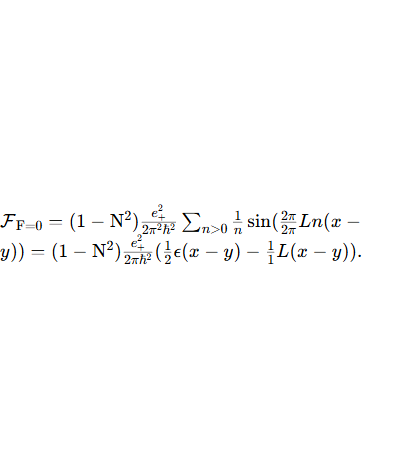 $\mathcal{F}_{\mathrm{F}=0} = (1 - \mathrm{N}^2)\frac{e_+^2}{2\pi^2\hbar^2}\sum_{n>0}\frac{1}{n}\sin(\frac{2\pi}{2\pi}Ln(x -$
$y)) = (1 - \mathrm{N}^2)\frac{e_+^2}{2\pi\hbar^2}(\frac{1}{2}\epsilon(x - y) - \frac{1}{1}L(x - y)).$